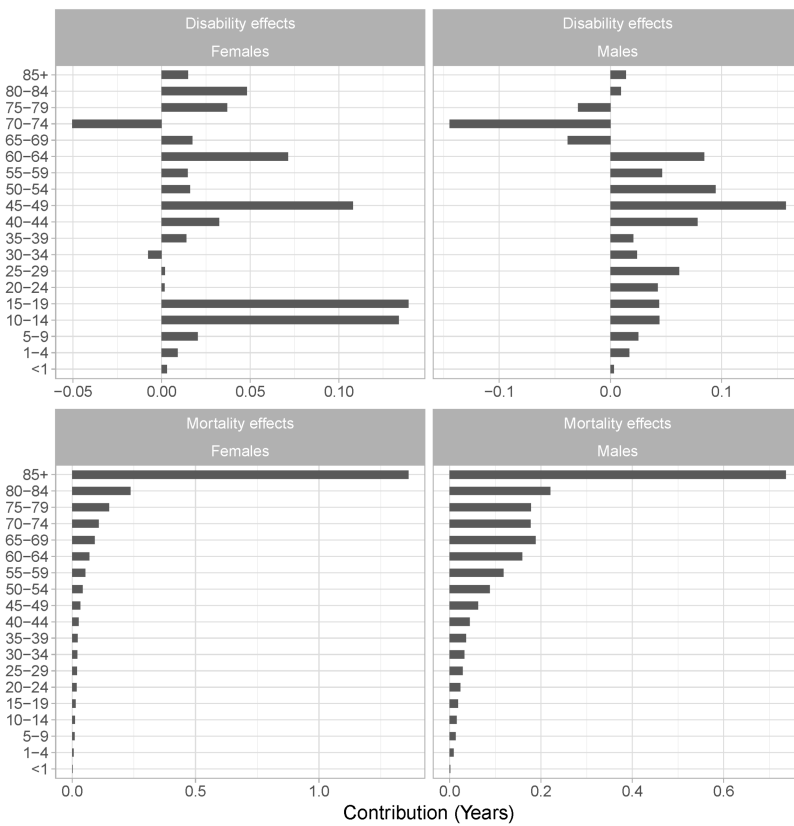 Disability effects
Disability effects
Females
Males
85+
80−84
75−79
70−74
65−69
60−64
55−59
50−54
45−49
40−44
35−39
30−34
25−29
20−24
15−19
10−14
5−9
1−4
<1
−0.05 0.00 0.05 0.10
−0.1 0.0 0.1
Mortality effects
Mortality effects
Females
Males
85+
80−84
75−79
70−74
65−69
60−64
55−59
50−54
45−49
40−44
35−39
30−34
25−29
20−24
15−19
10−14
5−9
1−4
<1
0.0 0.5 1.0
0.0 0.2 0.4 0.6
Contribution (Years)